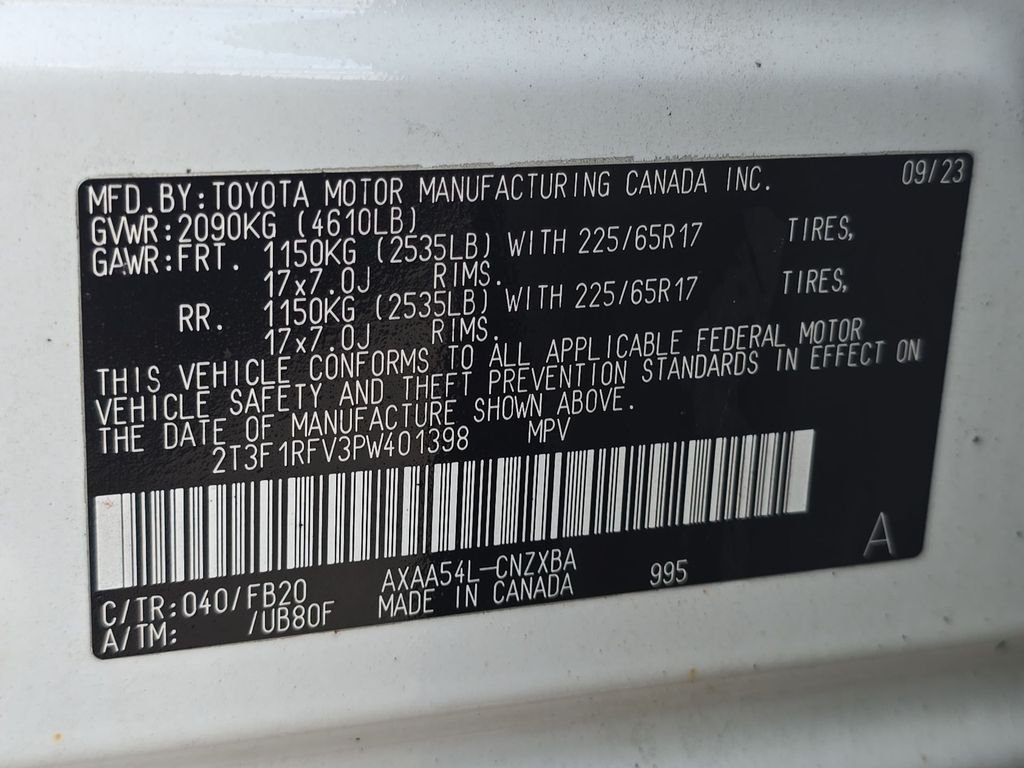 MFD.BY:TOYOTA MOTOR MANUFACTURING CANADA INC. 09/23
GVWR:2090KG (4610LB)
GAWR:FRT. 1150KG (2535LB) WITH 225/65R17 TIRES,
17x7.0J RIMS.
RR. 1150KG (2535LB) WITH 225/65R17 TIRES,
17x7.0J RIMS.
THIS VEHICLE CONFORMS TO ALL APPLICABLE FEDERAL MOTOR
VEHICLE SAFETY AND THEFT PREVENTION STANDARDS IN EFFECT ON
THE DATE OF MANUFACTURE SHOWN ABOVE.
2T3F1RFV3PW401398 MPV
A
C/TR:040/FB20 AXAA54L-CNZXBA 995
A/TM: /UB80F MADE IN CANADA